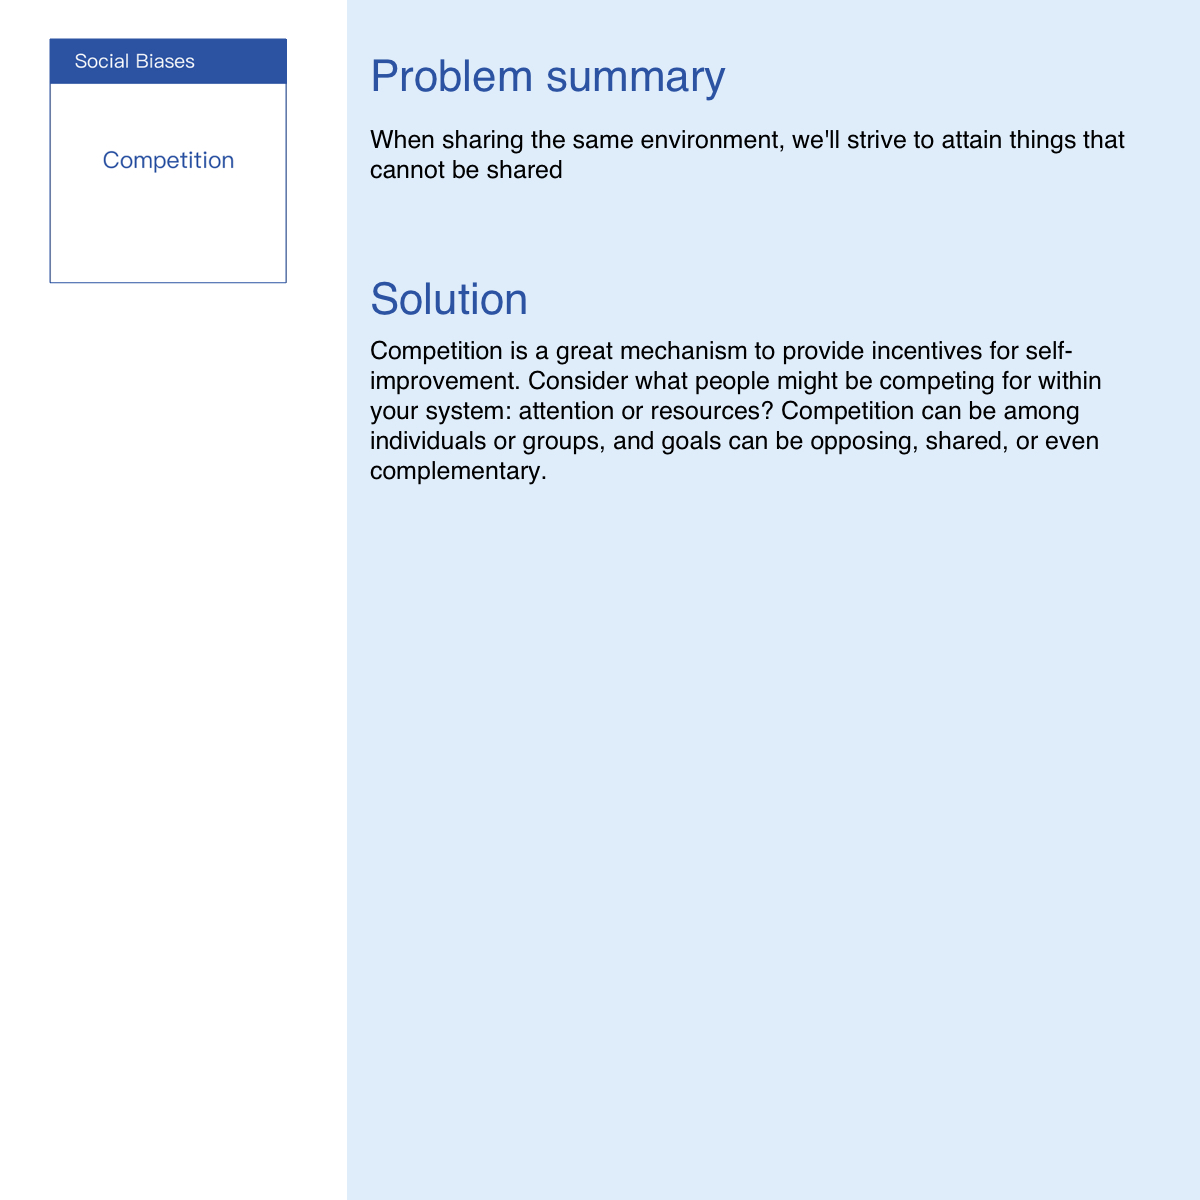 Social Biases
Competition
Problem summary
When sharing the same environment, we'll strive to attain things that
cannot be shared
Solution
Competition is a great mechanism to provide incentives for self-
improvement. Consider what people might be competing for within
your system: attention or resources? Competition can be among
individuals or groups, and goals can be opposing, shared, or even
complementary.